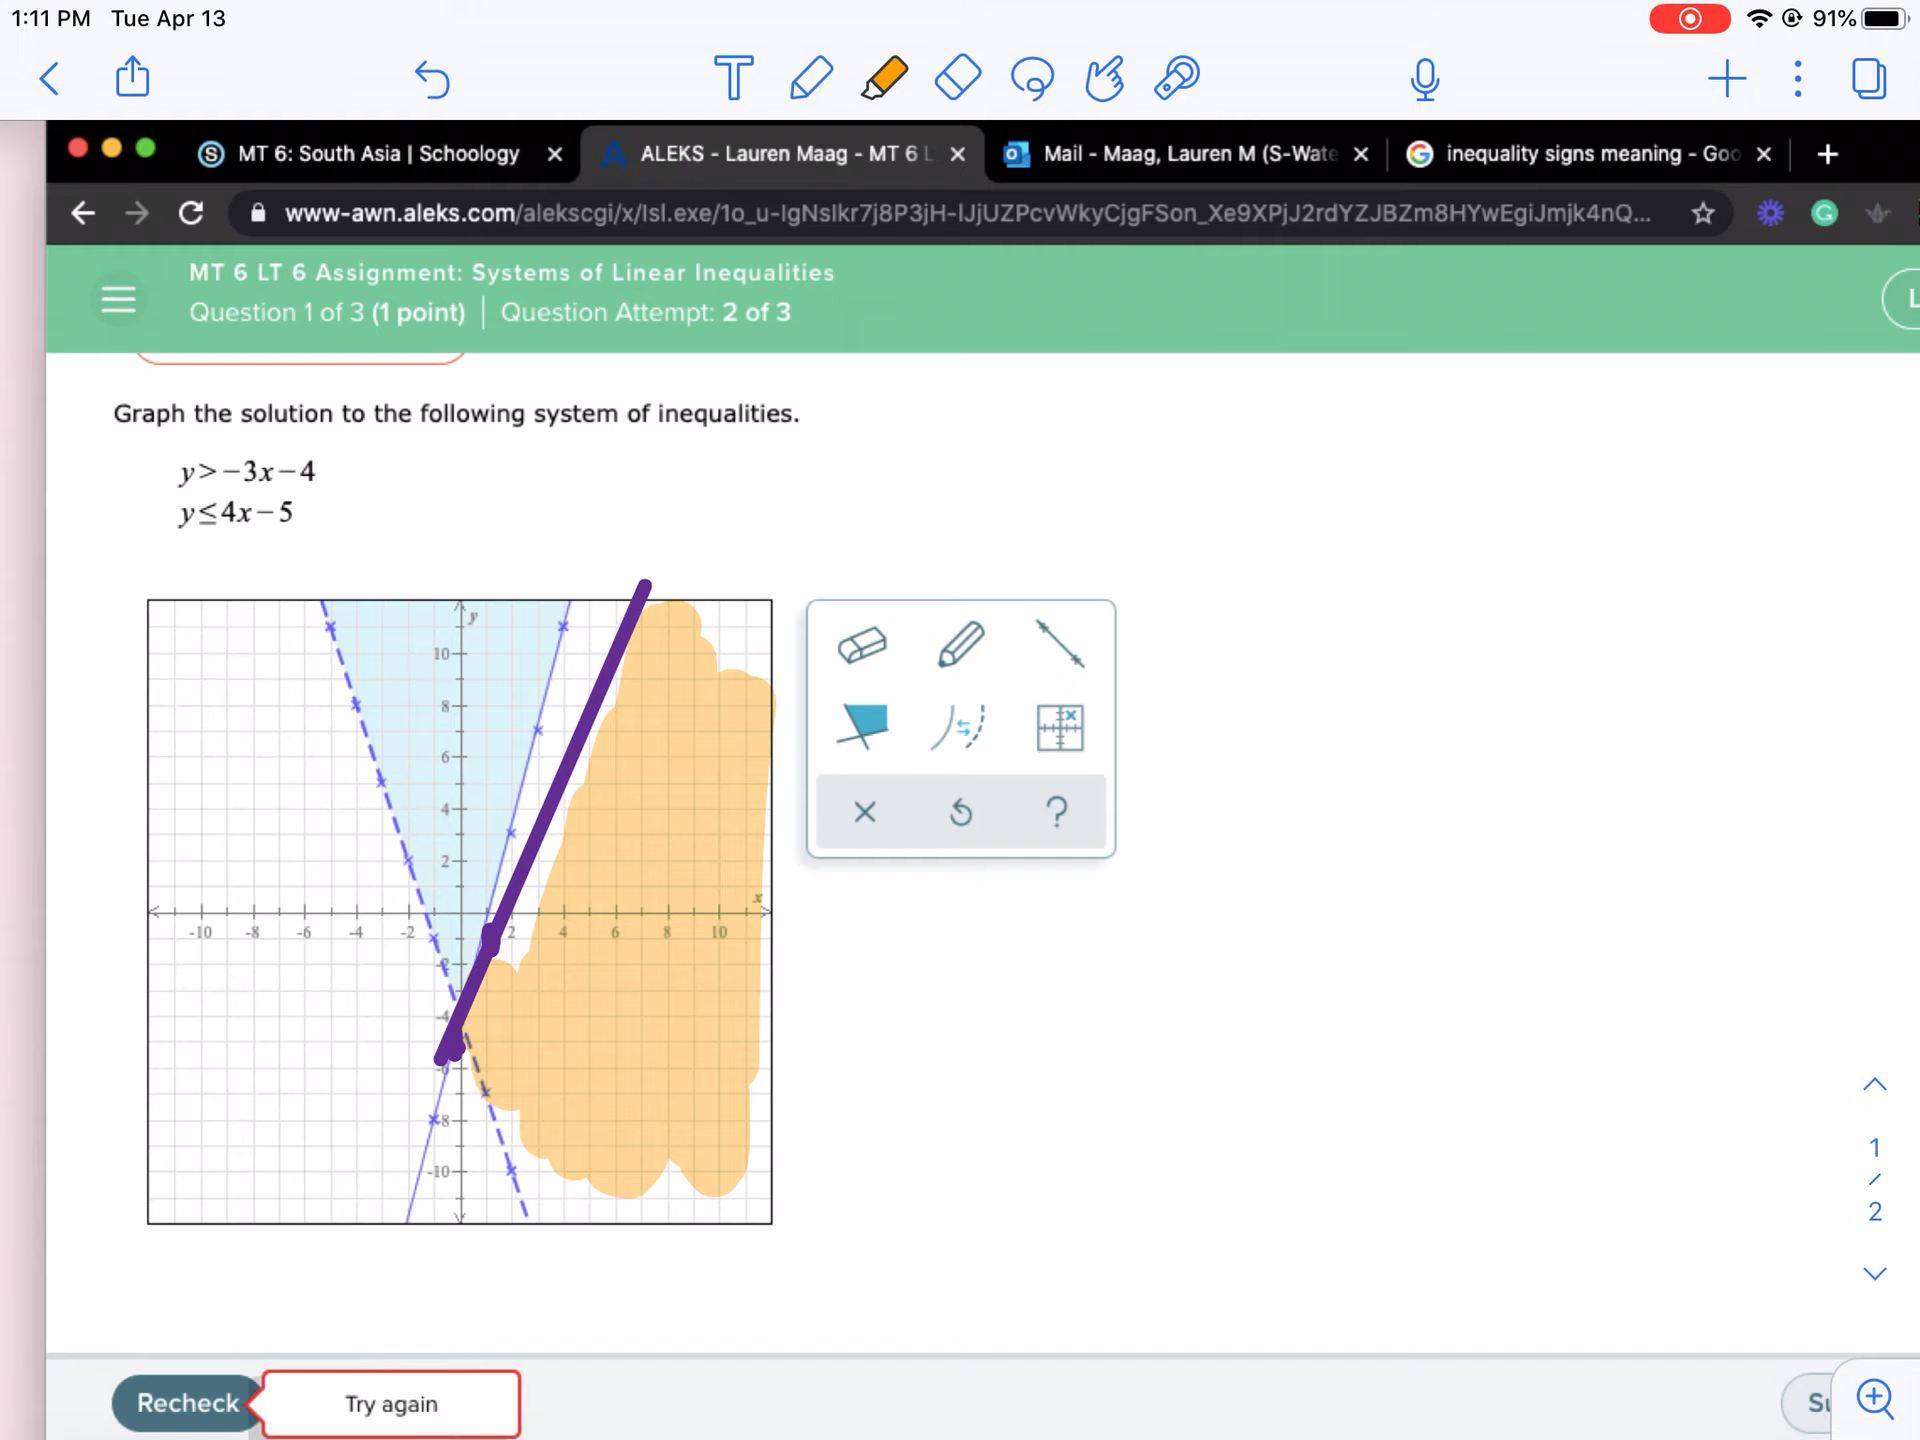 1:11 PM Tue Apr 13
91%
MT 6: South Asia | Schoology
ALEKS - Lauren Maag - MT 6 L
Mail - Maag, Lauren M (S-Wate
inequality signs meaning - Goo
www-awn.aleks.com/alekscgi/x/Isl.exe/1o_u-IgNsIkr7j8P3jH-IJjUZPcvWkyCjgFSon_Xe9XPjJ2rdYZJBZm8HYwEgiJmjk4nQ...
MT 6 LT 6 Assignment: Systems of Linear Inequalities
Question 1 of 3 (1 point) | Question Attempt: 2 of 3
L
Graph the solution to the following system of inequalities.
y>−3x−4
y≤4x−5
y
10
8
6
4
2
x
-10 -8 -6 -4 -2 2 4 6 8 10
-2
-4
-6
-8
-10
?
1
/
2
Recheck
Try again
Su